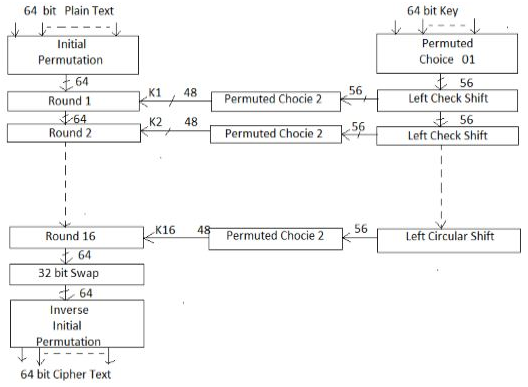 64 bit Plain Text
64 bit Key
Initial
Permutation
Permuted
Choice 01
64
56
Round 1
K1
48
Permuted Chocie 2
56
Left Check Shift
64
56
Round 2
K2
48
Permuted Chocie 2
56
Left Check Shift
Round 16
K16
48
Permuted Chocie 2
56
Left Circular Shift
64
32 bit Swap
64
Inverse
Initial
Permutation
64 bit Cipher Text